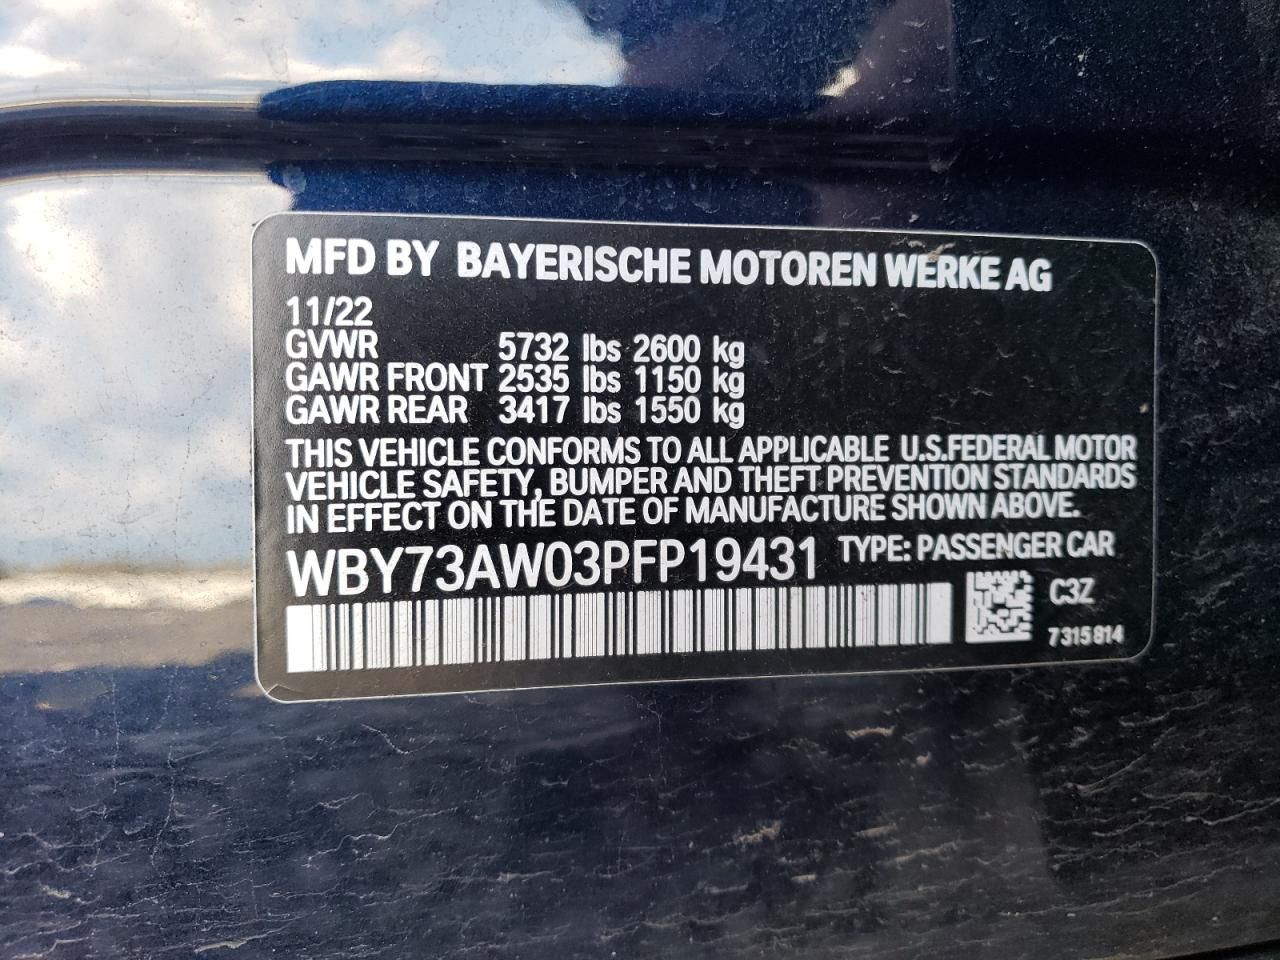 MFD BY BAYERISCHE MOTOREN WERKE AG
11/22
GVWR 5732 lbs 2600 kg
GAWR FRONT 2535 lbs 1150 kg
GAWR REAR 3417 lbs 1550 kg
THIS VEHICLE CONFORMS TO ALL APPLICABLE U.S.FEDERAL MOTOR
VEHICLE SAFETY, BUMPER AND THEFT PREVENTION STANDARDS
IN EFFECT ON THE DATE OF MANUFACTURE SHOWN ABOVE.
WBY73AW03PFP19431 TYPE: PASSENGER CAR
C3Z
7315814